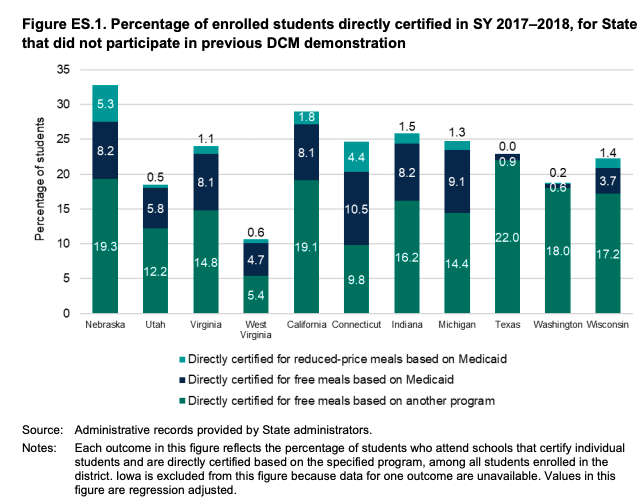 Figure ES.1. Percentage of enrolled students directly certified in SY 2017–2018, for State
that did not participate in previous DCM demonstration
35
30
25
20
15
10
5
0
Percentage of students
5.3
8.2
19.3
0.5
5.8
12.2
1.1
8.1
14.8
0.6
4.7
5.4
1.8
8.1
19.1
4.4
10.5
9.8
1.5
8.2
16.2
1.3
9.1
14.4
0.0
0.9
22.0
0.2
0.6
18.0
1.4
3.7
17.2
Nebraska
Utah
Virginia
West
Virginia
California
Connecticut
Indiana
Michigan
Texas
Washington
Wisconsin
Directly certified for reduced-price meals based on Medicaid
Directly certified for free meals based on Medicaid
Directly certified for free meals based on another program
Source: Administrative records provided by State administrators.
Notes: Each outcome in this figure reflects the percentage of students who attend schools that certify individual
students and are directly certified based on the specified program, among all students enrolled in the
district. Iowa is excluded from this figure because data for one outcome are unavailable. Values in this
figure are regression adjusted.